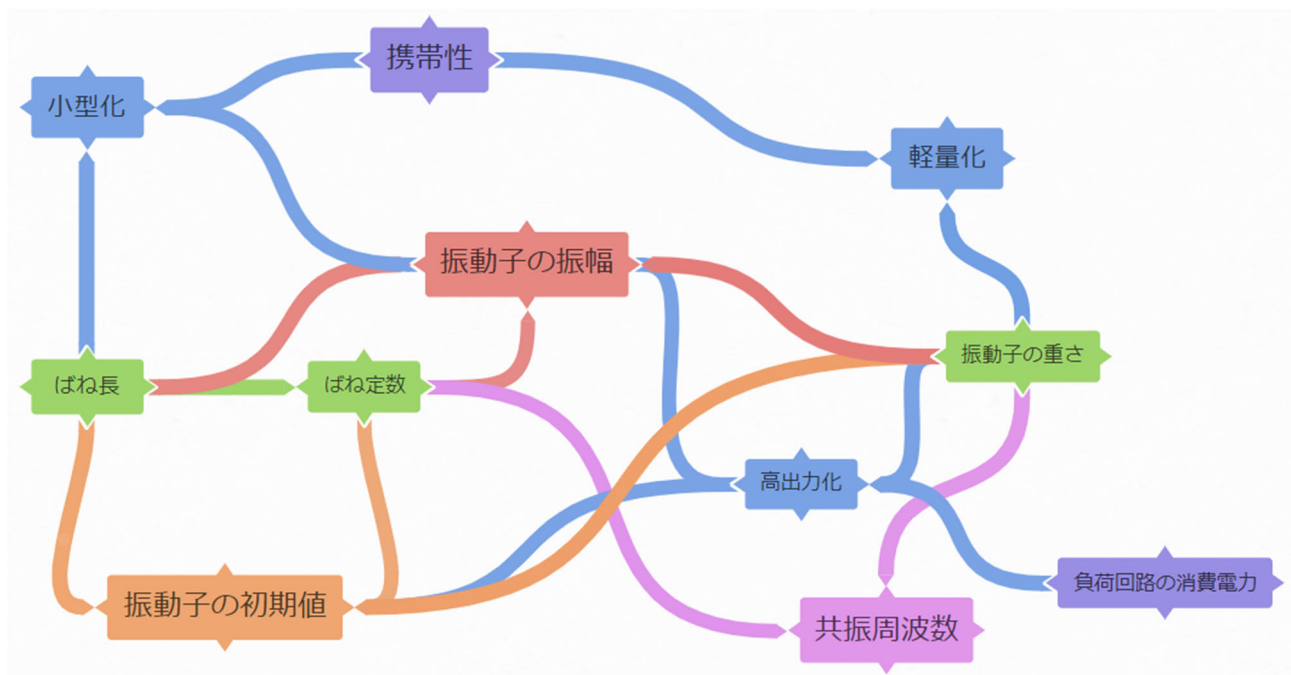 携帯性
小型化
軽量化
振動子の振幅
振動子の重さ
ばね長
ばね定数
高出力化
負荷回路の消費電力
振動子の初期値
共振周波数